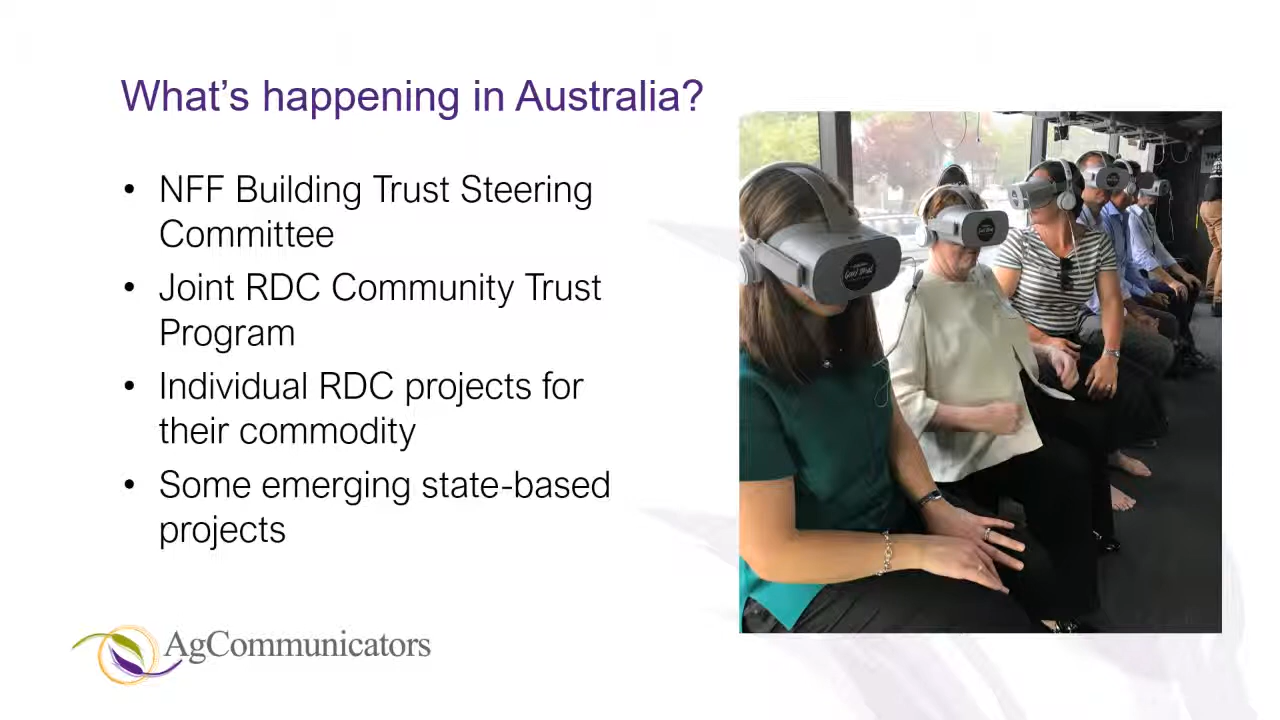 What's happening in Australia?
• NFF Building Trust Steering
Committee
• Joint RDC Community Trust
Program
• Individual RDC projects for
their commodity
• Some emerging state-based
projects
AgCommunicators